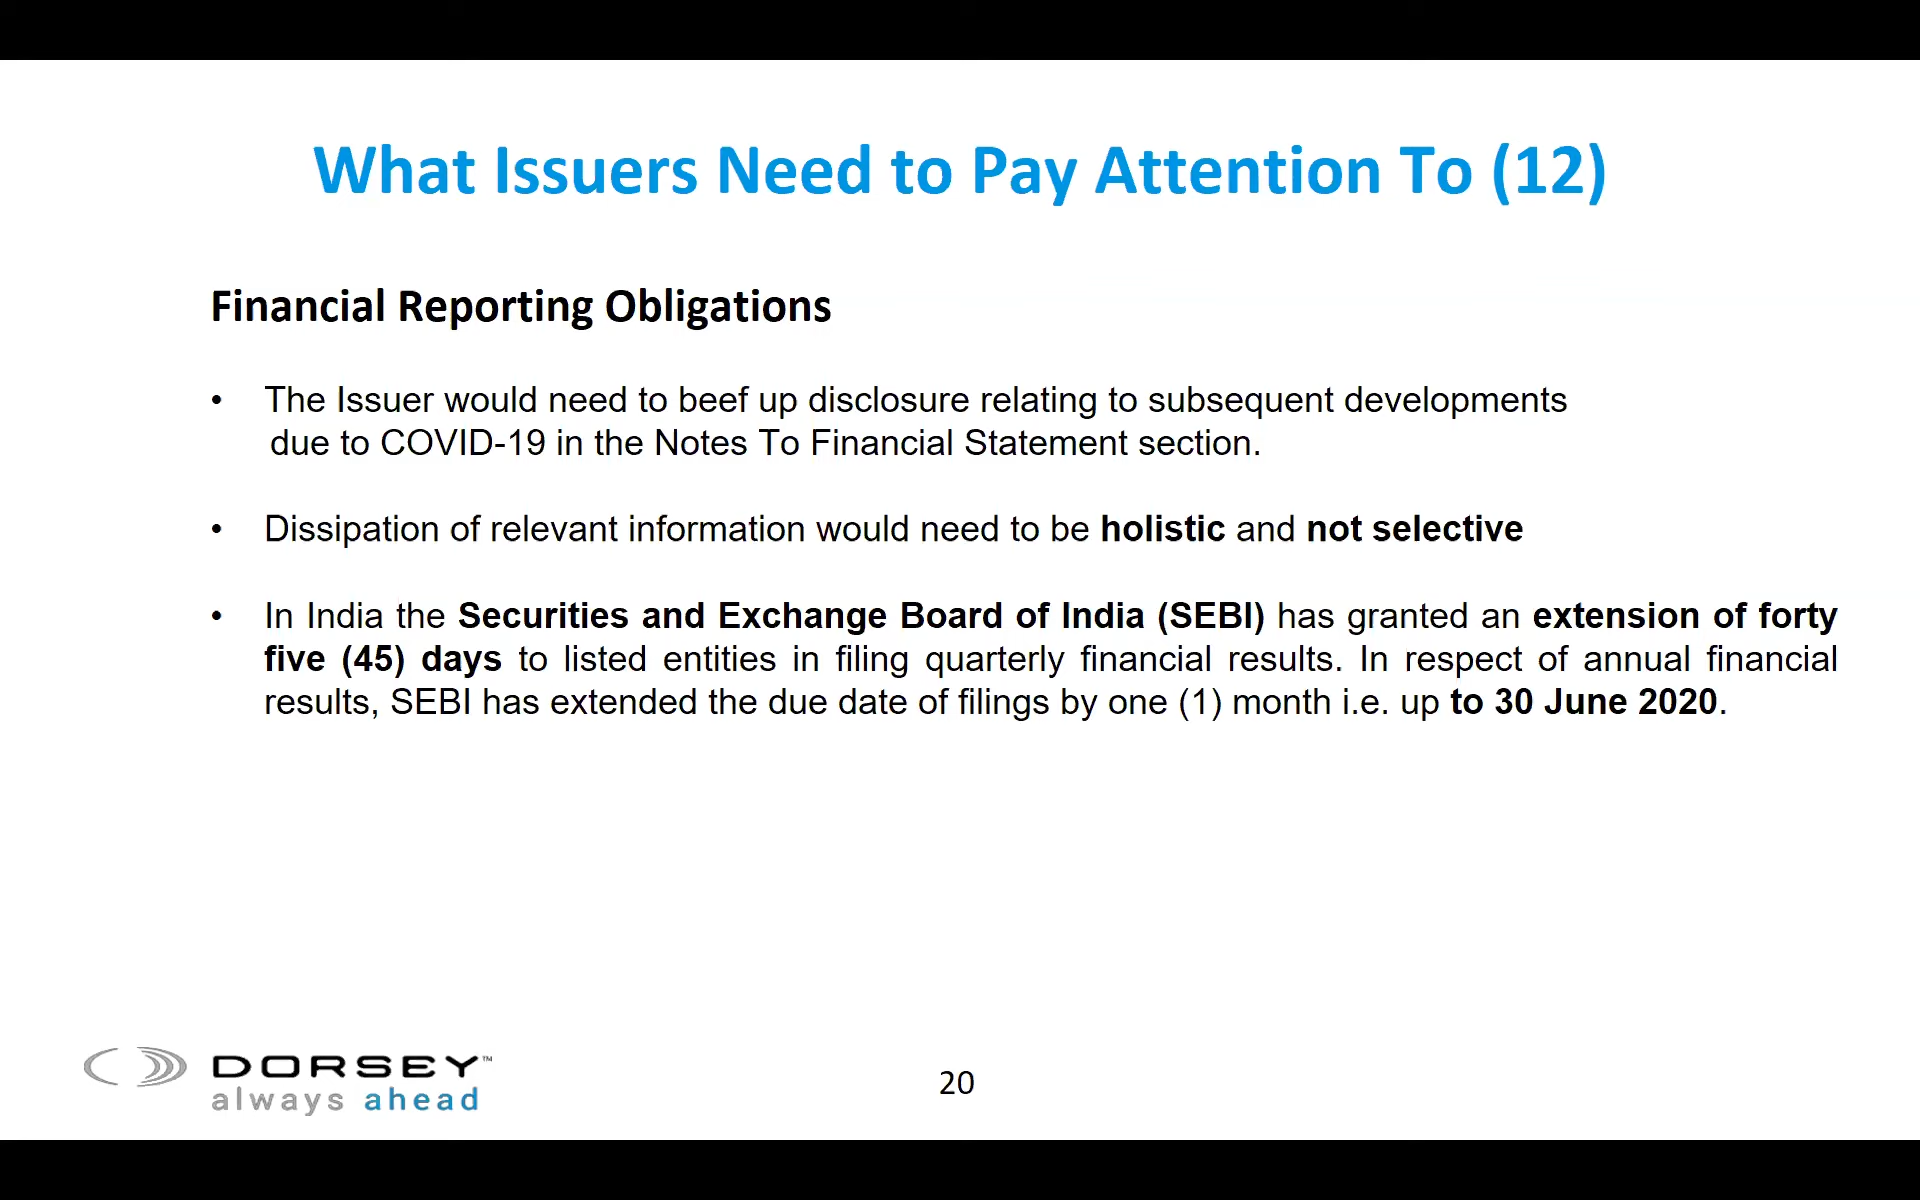 What Issuers Need to Pay Attention To (12)
Financial Reporting Obligations
• The Issuer would need to beef up disclosure relating to subsequent developments
due to COVID-19 in the Notes To Financial Statement section.
• Dissipation of relevant information would need to be holistic and not selective
• In India the Securities and Exchange Board of India (SEBI) has granted an extension of forty
five (45) days to listed entities in filing quarterly financial results. In respect of annual financial
results, SEBI has extended the due date of filings by one (1) month i.e. up to 30 June 2020.
DORSEY™
always ahead
20